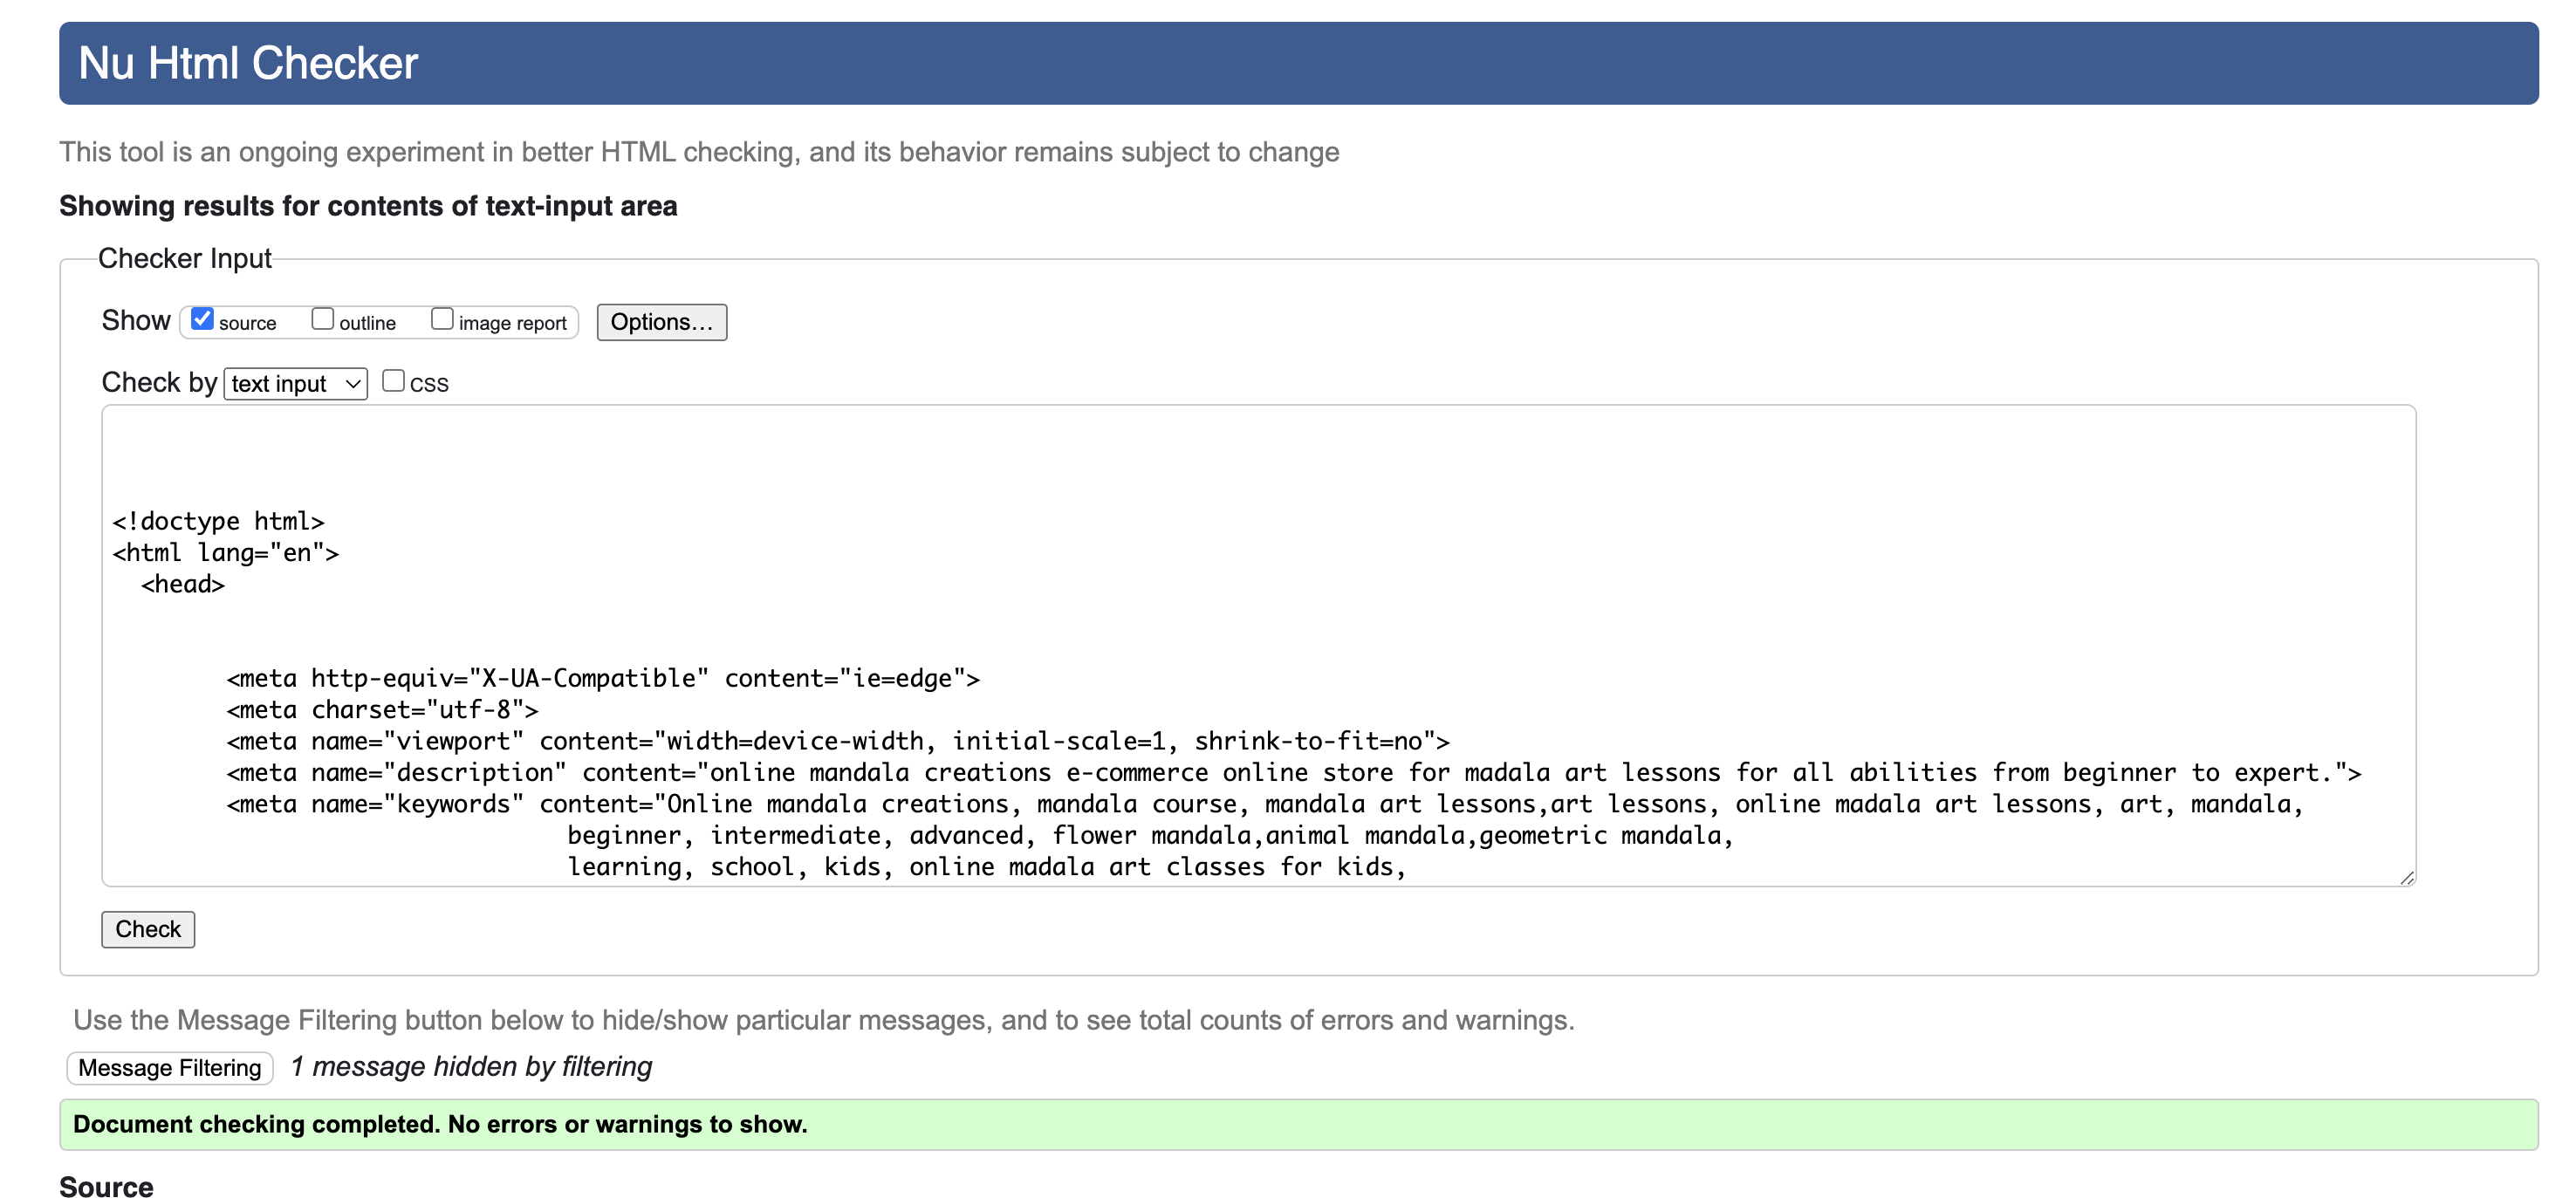 Nu Html Checker
This tool is an ongoing experiment in better HTML checking, and its behavior remains subject to change
Showing results for contents of text-input area
Checker Input
Show source outline image report Options...
Check by text input CSS
<!doctype html>
<html lang="en">
<head>
<meta http-equiv="X-UA-Compatible" content="ie=edge">
<meta charset="utf-8">
<meta name="viewport" content="width=device-width, initial-scale=1, shrink-to-fit=no">
<meta name="description" content="online mandala creations e-commerce online store for madala art lessons for all abilities from beginner to expert.">
<meta name="keywords" content="Online mandala creations, mandala course, mandala art lessons,art lessons, online madala art lessons, art, mandala,
beginner, intermediate, advanced, flower mandala,animal mandala,geometric mandala,
learning, school, kids, online madala art classes for kids,
Check
Use the Message Filtering button below to hide/show particular messages, and to see total counts of errors and warnings.
Message Filtering 1 message hidden by filtering
Document checking completed. No errors or warnings to show.
Source